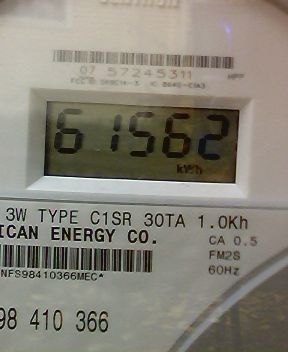 07 57245311
61562
kWh
3W TYPE C1SR 30TA 1.0Kh
ICAN ENERGY CO.
CA 0.5
FM2S
60Hz
NFS98410366MEC*
98 410 366